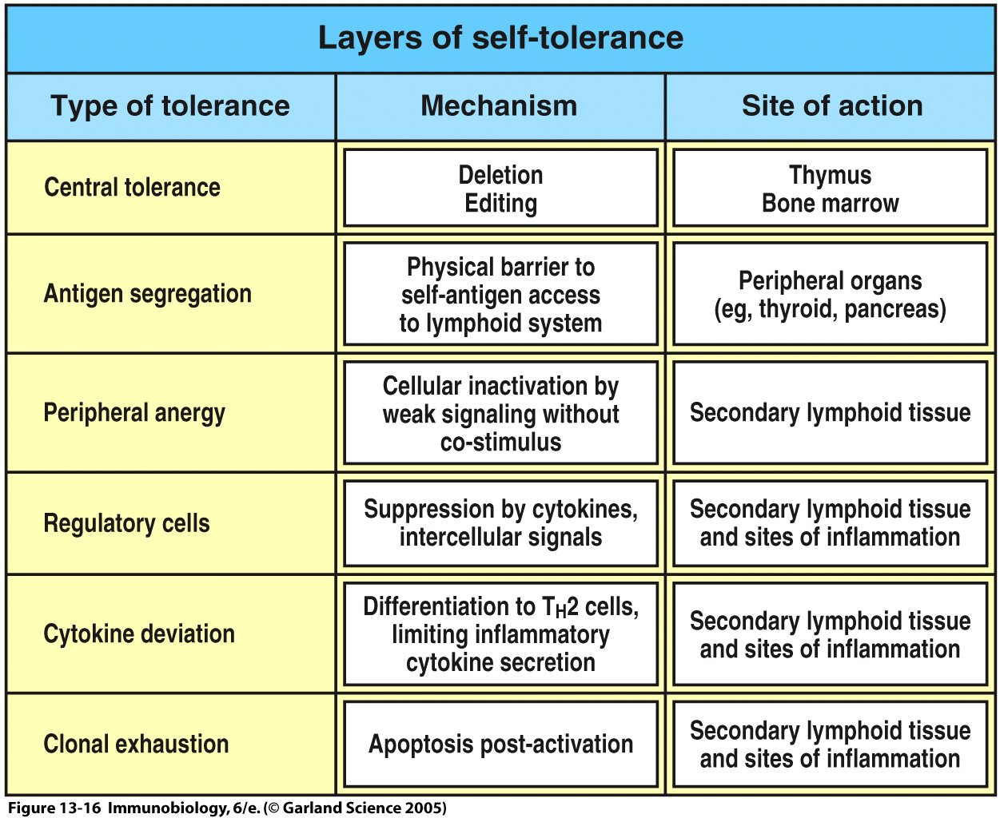 Layers of self-tolerance
Type of tolerance
Mechanism
Site of action
Central tolerance
Deletion
Editing
Thymus
Bone marrow
Antigen segregation
Physical barrier to
self-antigen access
to lymphoid system
Peripheral organs
(eg, thyroid, pancreas)
Peripheral anergy
Cellular inactivation by
weak signaling without
co-stimulus
Secondary lymphoid tissue
Regulatory cells
Suppression by cytokines,
intercellular signals
Secondary lymphoid tissue
and sites of inflammation
Cytokine deviation
Differentiation to TH2 cells,
limiting inflammatory
cytokine secretion
Secondary lymphoid tissue
and sites of inflammation
Clonal exhaustion
Apoptosis post-activation
Secondary lymphoid tissue
and sites of inflammation
Figure 13-16 Immunobiology, 6/e. (© Garland Science 2005)